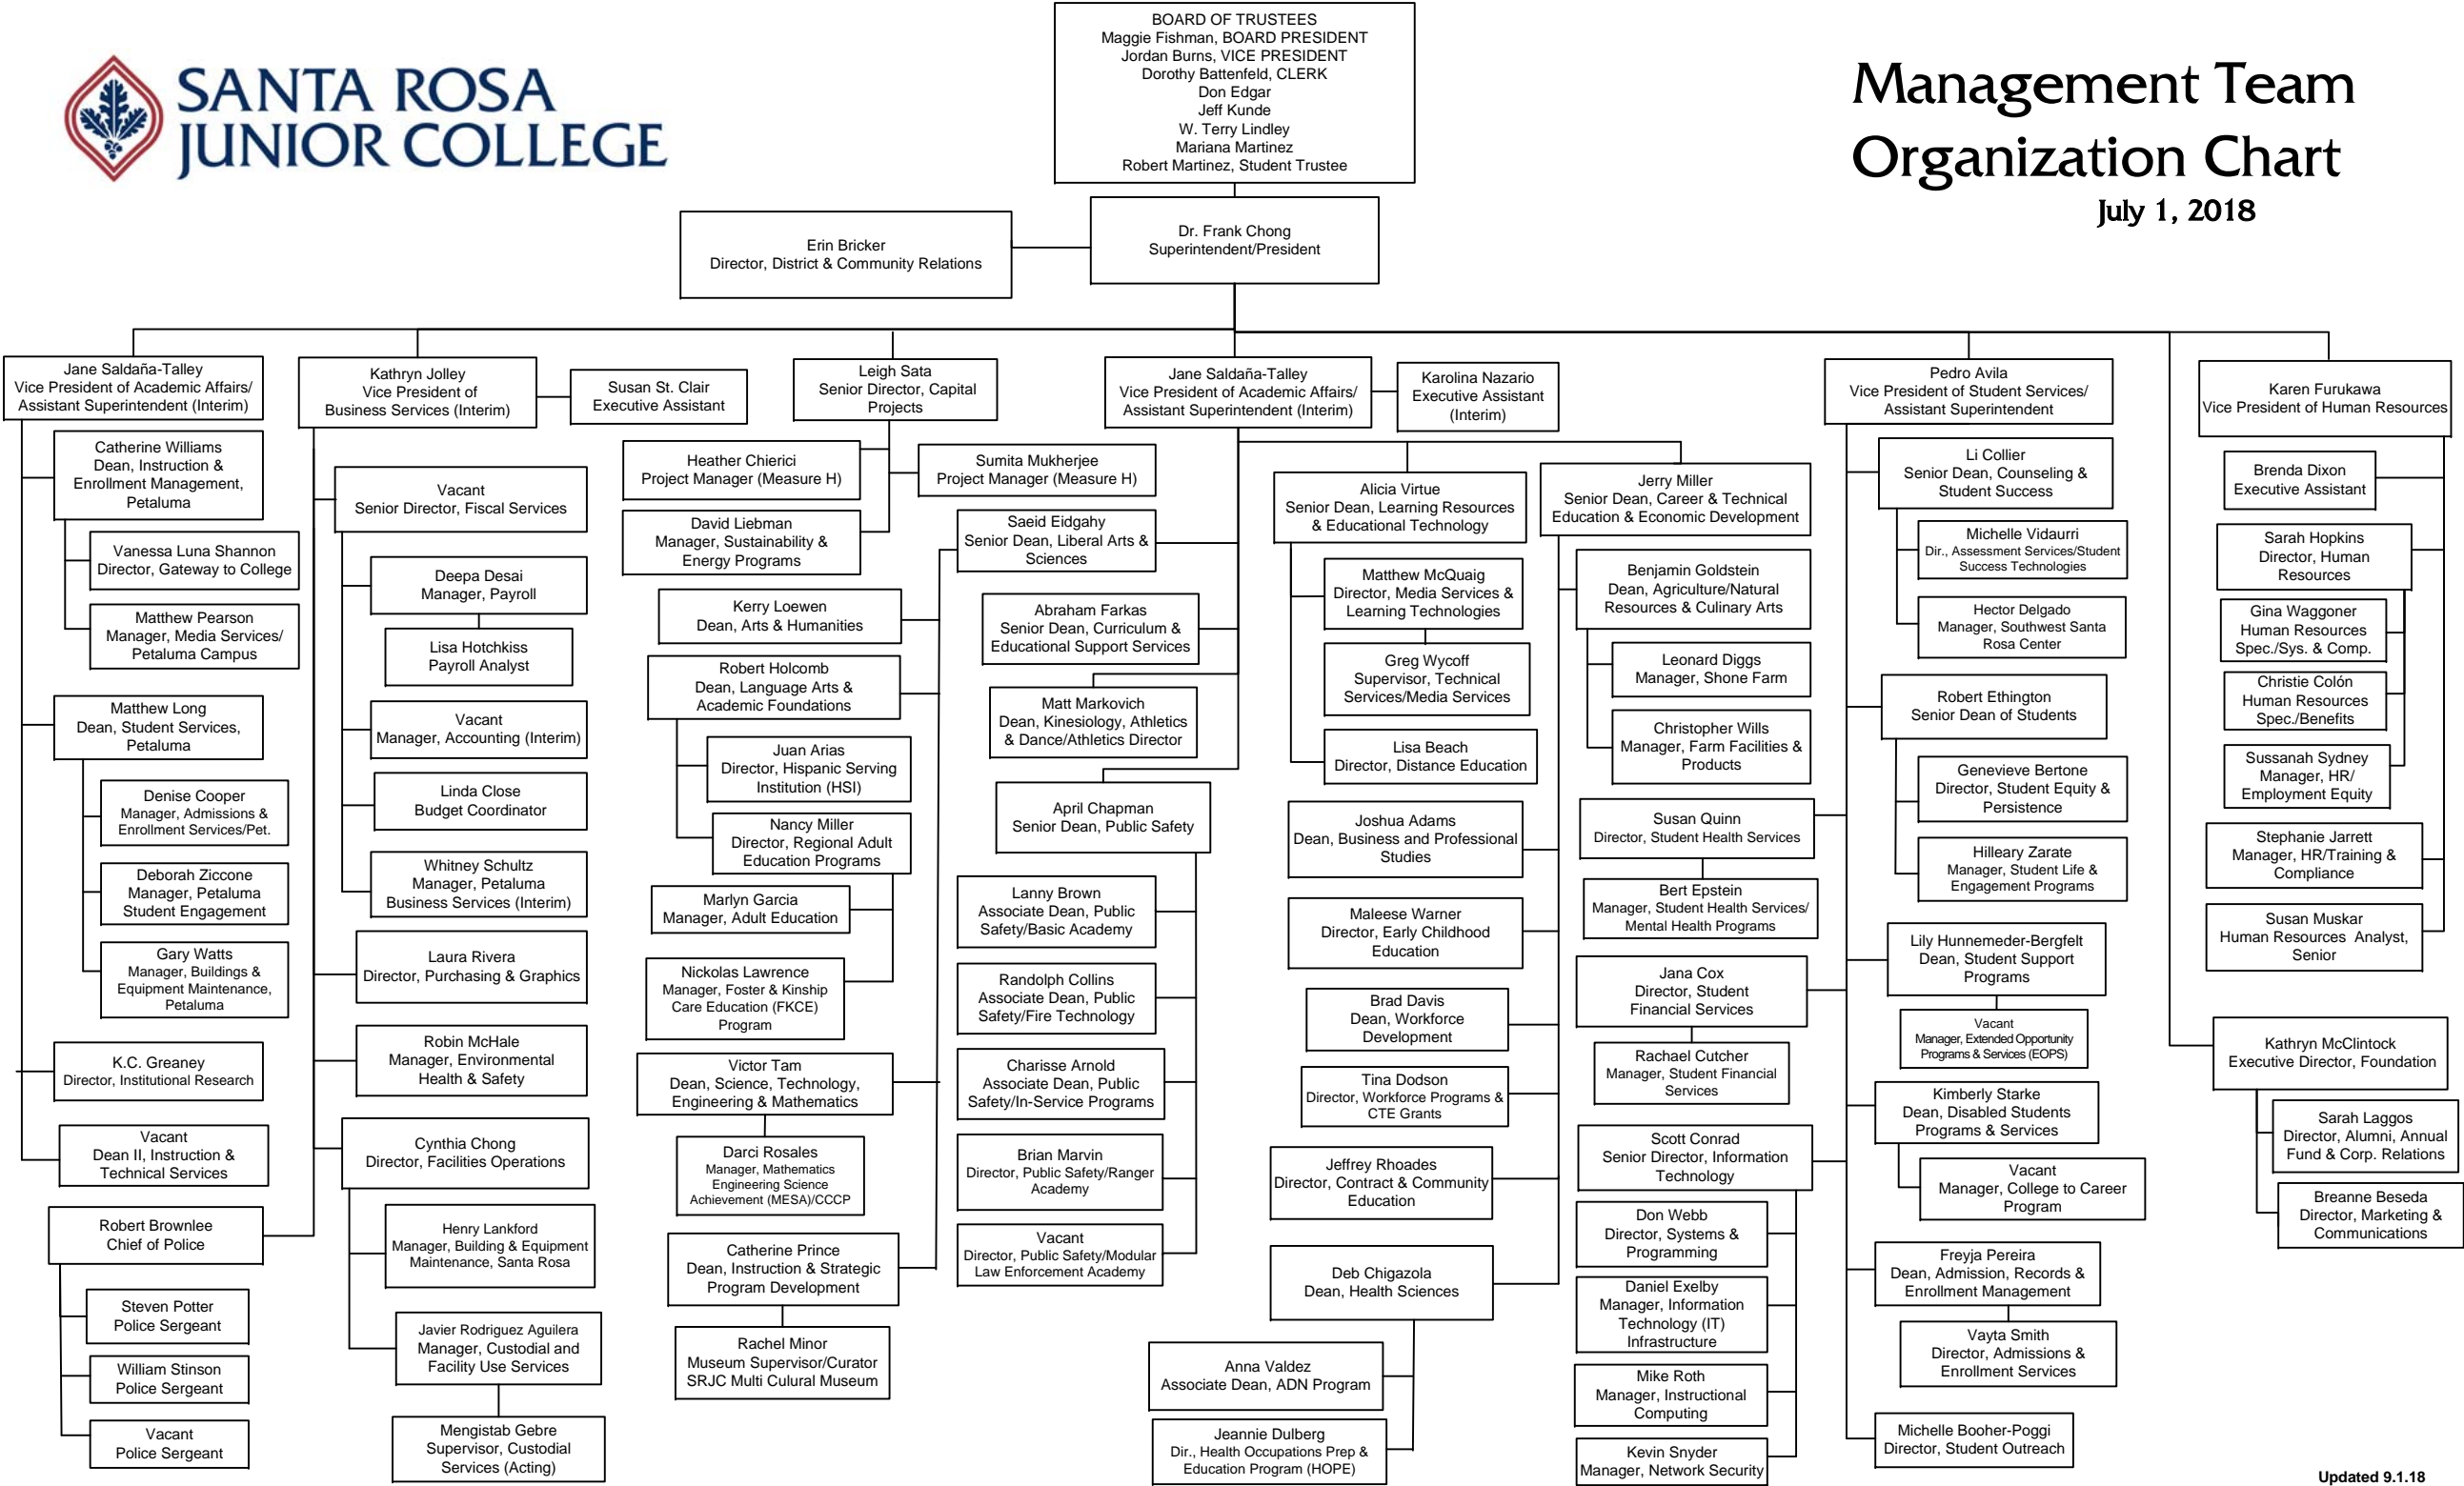 SANTA ROSA
JUNIOR COLLEGE
BOARD OF TRUSTEES
Maggie Fishman, BOARD PRESIDENT
Jordan Burns, VICE PRESIDENT
Dorothy Battenfeld, CLERK
Don Edgar
Jeff Kunde
W. Terry Lindley
Mariana Martinez
Robert Martinez, Student Trustee
Management Team
Organization Chart
July 1, 2018
Erin Bricker
Director, District & Community Relations
Dr. Frank Chong
Superintendent/President
Jane Saldaña-Talley
Vice President of Academic Affairs/
Assistant Superintendent (Interim)
Catherine Williams
Dean, Instruction &
Enrollment Management,
Petaluma
Vanessa Luna Shannon
Director, Gateway to College
Matthew Pearson
Manager, Media Services/
Petaluma Campus
Matthew Long
Dean, Student Services,
Petaluma
Denise Cooper
Manager, Admissions &
Enrollment Services/Pet.
Deborah Ziccone
Manager, Petaluma
Student Engagement
Gary Watts
Manager, Buildings &
Equipment Maintenance,
Petaluma
K.C. Greaney
Director, Institutional Research
Vacant
Dean II, Instruction &
Technical Services
Robert Brownlee
Chief of Police
Steven Potter
Police Sergeant
William Stinson
Police Sergeant
Vacant
Police Sergeant
Kathryn Jolley
Vice President of
Business Services (Interim)
Susan St. Clair
Executive Assistant
Vacant
Senior Director, Fiscal Services
Deepa Desai
Manager, Payroll
Lisa Hotchkiss
Payroll Analyst
Vacant
Manager, Accounting (Interim)
Linda Close
Budget Coordinator
Whitney Schultz
Manager, Petaluma
Business Services (Interim)
Laura Rivera
Director, Purchasing & Graphics
Robin McHale
Manager, Environmental
Health & Safety
Cynthia Chong
Director, Facilities Operations
Henry Lankford
Manager, Building & Equipment
Maintenance, Santa Rosa
Javier Rodriguez Aguilera
Manager, Custodial and
Facility Use Services
Mengistab Gebre
Supervisor, Custodial
Services (Acting)
Leigh Sata
Senior Director, Capital
Projects
Heather Chierici
Project Manager (Measure H)
Sumita Mukherjee
Project Manager (Measure H)
David Liebman
Manager, Sustainability &
Energy Programs
Jane Saldaña-Talley
Vice President of Academic Affairs/
Assistant Superintendent (Interim)
Karolina Nazario
Executive Assistant
(Interim)
Saeid Eidgahy
Senior Dean, Liberal Arts &
Sciences
Kerry Loewen
Dean, Arts & Humanities
Robert Holcomb
Dean, Language Arts &
Academic Foundations
Juan Arias
Director, Hispanic Serving
Institution (HSI)
Nancy Miller
Director, Regional Adult
Education Programs
Marlyn Garcia
Manager, Adult Education
Nickolas Lawrence
Manager, Foster & Kinship
Care Education (FKCE)
Program
Victor Tam
Dean, Science, Technology,
Engineering & Mathematics
Darci Rosales
Manager, Mathematics
Engineering Science
Achievement (MESA)/CCCP
Catherine Prince
Dean, Instruction & Strategic
Program Development
Rachel Minor
Museum Supervisor/Curator
SRJC Multi Culural Museum
Abraham Farkas
Senior Dean, Curriculum &
Educational Support Services
Matt Markovich
Dean, Kinesiology, Athletics
& Dance/Athletics Director
April Chapman
Senior Dean, Public Safety
Lanny Brown
Associate Dean, Public
Safety/Basic Academy
Randolph Collins
Associate Dean, Public
Safety/Fire Technology
Charisse Arnold
Associate Dean, Public
Safety/In-Service Programs
Brian Marvin
Director, Public Safety/Ranger
Academy
Vacant
Director, Public Safety/Modular
Law Enforcement Academy
Alicia Virtue
Senior Dean, Learning Resources
& Educational Technology
Matthew McQuaig
Director, Media Services &
Learning Technologies
Greg Wycoff
Supervisor, Technical
Services/Media Services
Lisa Beach
Director, Distance Education
Jerry Miller
Senior Dean, Career & Technical
Education & Economic Development
Benjamin Goldstein
Dean, Agriculture/Natural
Resources & Culinary Arts
Leonard Diggs
Manager, Shone Farm
Christopher Wills
Manager, Farm Facilities &
Products
Joshua Adams
Dean, Business and Professional
Studies
Maleese Warner
Director, Early Childhood
Education
Brad Davis
Dean, Workforce
Development
Tina Dodson
Director, Workforce Programs &
CTE Grants
Jeffrey Rhoades
Director, Contract & Community
Education
Deb Chigazola
Dean, Health Sciences
Anna Valdez
Associate Dean, ADN Program
Jeannie Dulberg
Dir., Health Occupations Prep &
Education Program (HOPE)
Pedro Avila
Vice President of Student Services/
Assistant Superintendent
Li Collier
Senior Dean, Counseling &
Student Success
Michelle Vidaurri
Dir., Assessment Services/Student
Success Technologies
Hector Delgado
Manager, Southwest Santa
Rosa Center
Robert Ethington
Senior Dean of Students
Genevieve Bertone
Director, Student Equity &
Persistence
Hilleary Zarate
Manager, Student Life &
Engagement Programs
Susan Quinn
Director, Student Health Services
Bert Epstein
Manager, Student Health Services/
Mental Health Programs
Lily Hunnemeder-Bergfelt
Dean, Student Support
Programs
Vacant
Manager, Extended Opportunity
Programs & Services (EOPS)
Jana Cox
Director, Student
Financial Services
Rachael Cutcher
Manager, Student Financial
Services
Kimberly Starke
Dean, Disabled Students
Programs & Services
Vacant
Manager, College to Career
Program
Scott Conrad
Senior Director, Information
Technology
Don Webb
Director, Systems &
Programming
Daniel Exelby
Manager, Information
Technology (IT)
Infrastructure
Mike Roth
Manager, Instructional
Computing
Kevin Snyder
Manager, Network Security
Freyja Pereira
Dean, Admission, Records &
Enrollment Management
Vayta Smith
Director, Admissions &
Enrollment Services
Michelle Booher-Poggi
Director, Student Outreach
Karen Furukawa
Vice President of Human Resources
Brenda Dixon
Executive Assistant
Sarah Hopkins
Director, Human
Resources
Gina Waggoner
Human Resources
Spec./Sys. & Comp.
Christie Colón
Human Resources
Spec./Benefits
Sussanah Sydney
Manager, HR/
Employment Equity
Stephanie Jarrett
Manager, HR/Training &
Compliance
Susan Muskar
Human Resources Analyst,
Senior
Kathryn McClintock
Executive Director, Foundation
Sarah Laggos
Director, Alumni, Annual
Fund & Corp. Relations
Breanne Beseda
Director, Marketing &
Communications
Updated 9.1.18